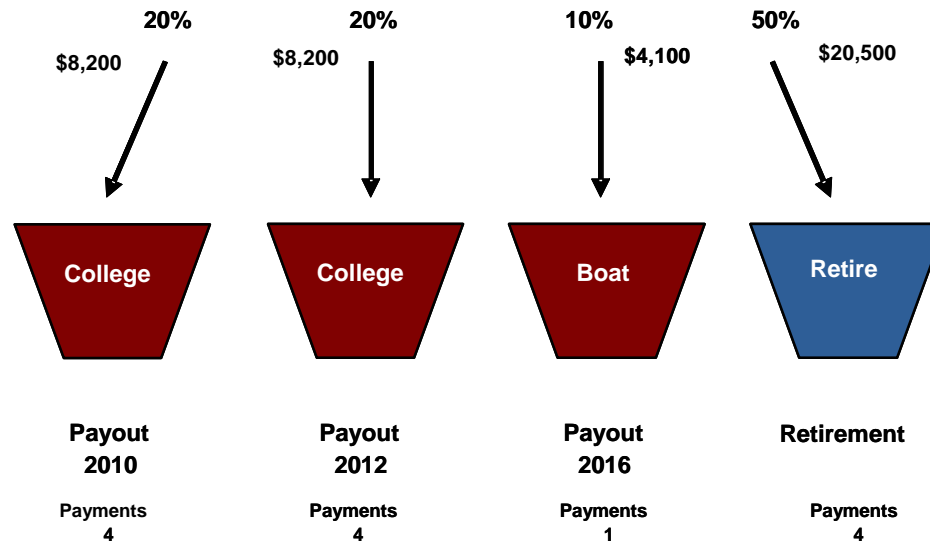 20% 20% 10% 50%
$8,200 $8,200 $4,100 $20,500
College College Boat Retire
Payout Payout Payout Retirement
2010 2012 2016
Payments Payments Payments Payments
4 4 1 4